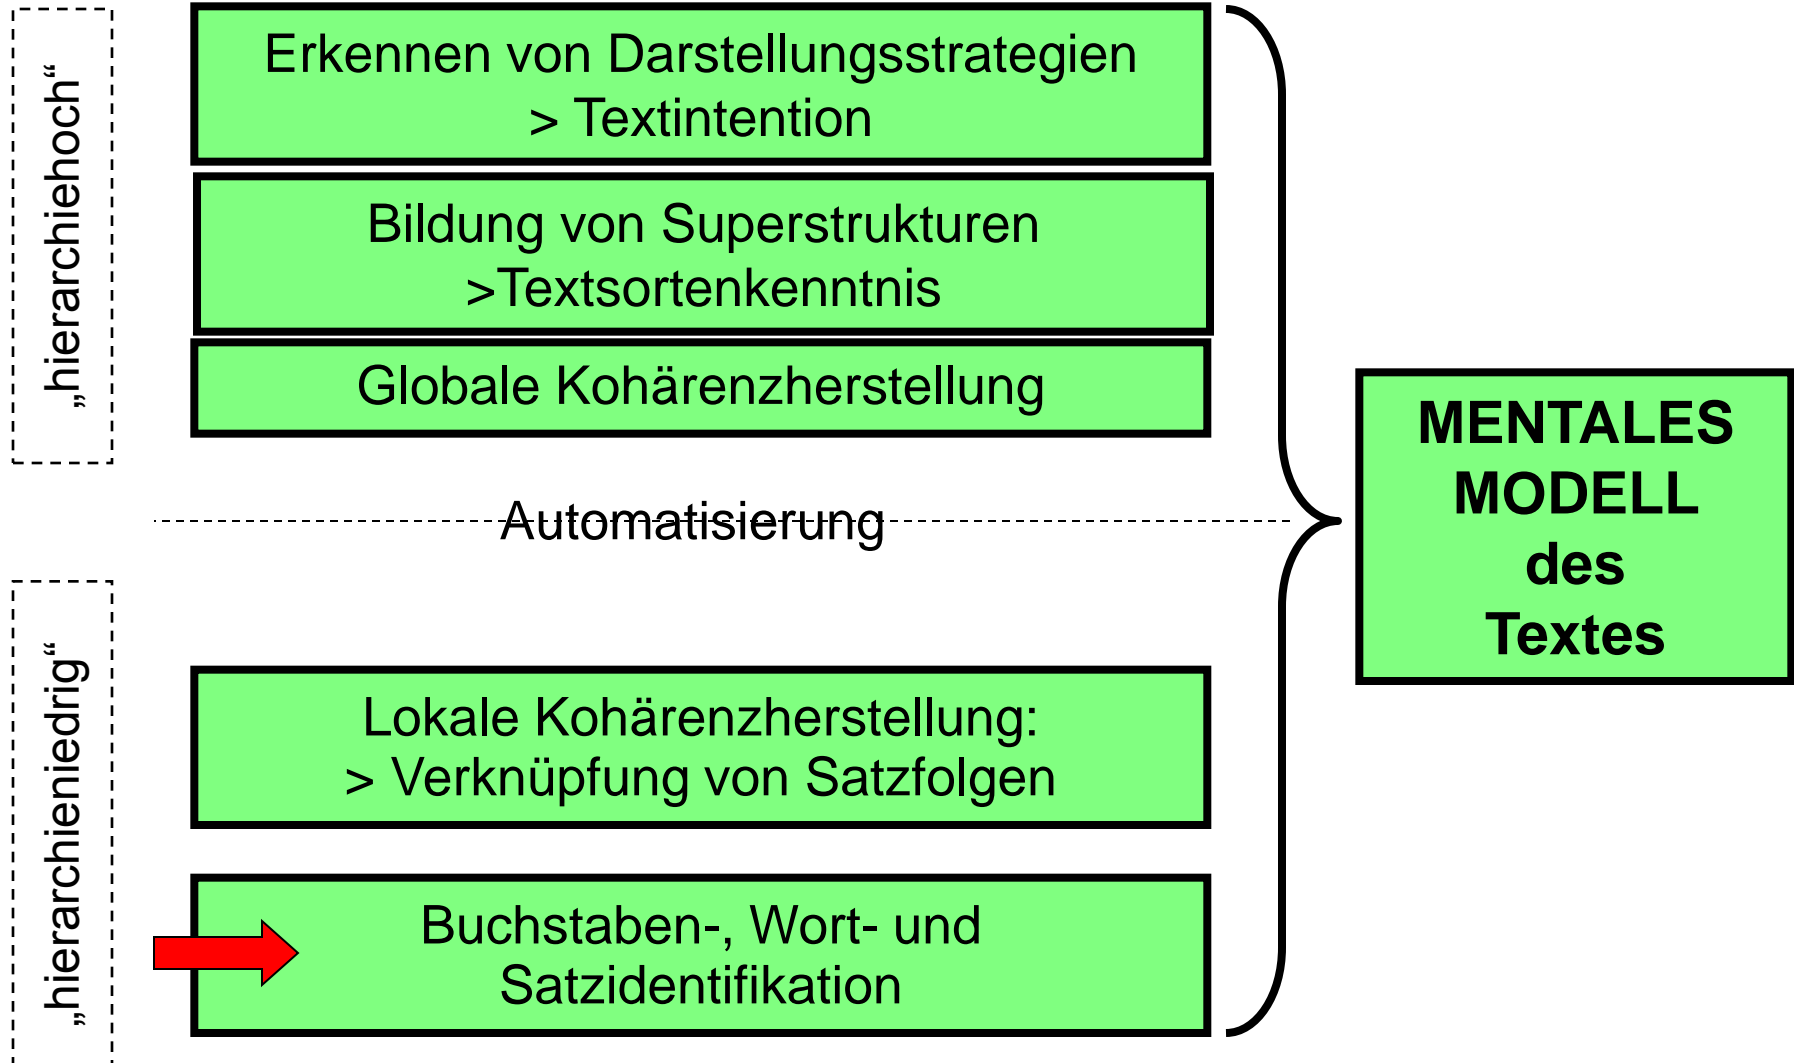 „hierarchiehoch“
Erkennen von Darstellungsstrategien
> Textintention
Bildung von Superstrukturen
>Textsortenkenntnis
Globale Kohärenzherstellung
Automatisierung
„hierarchieniedrig“
Lokale Kohärenzherstellung:
> Verknüpfung von Satzfolgen
Buchstaben-, Wort- und
Satzidentifikation
MENTALES
MODELL
des
Textes